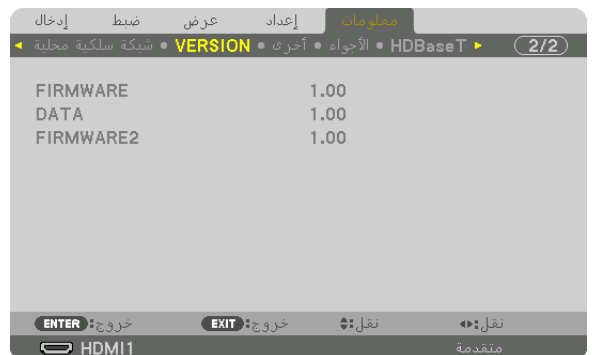 إدخال ضبط عرض إعداد معلومات
◄ شبكة سلكية محلية • VERSION • أخرى • الأجواء • HDBaseT ► 2/2
FIRMWARE 1.00
DATA 1.00
FIRMWARE2 1.00
ENTER :خروج EXIT :خروج نقل: نقل:
HDMI1 متقدمة